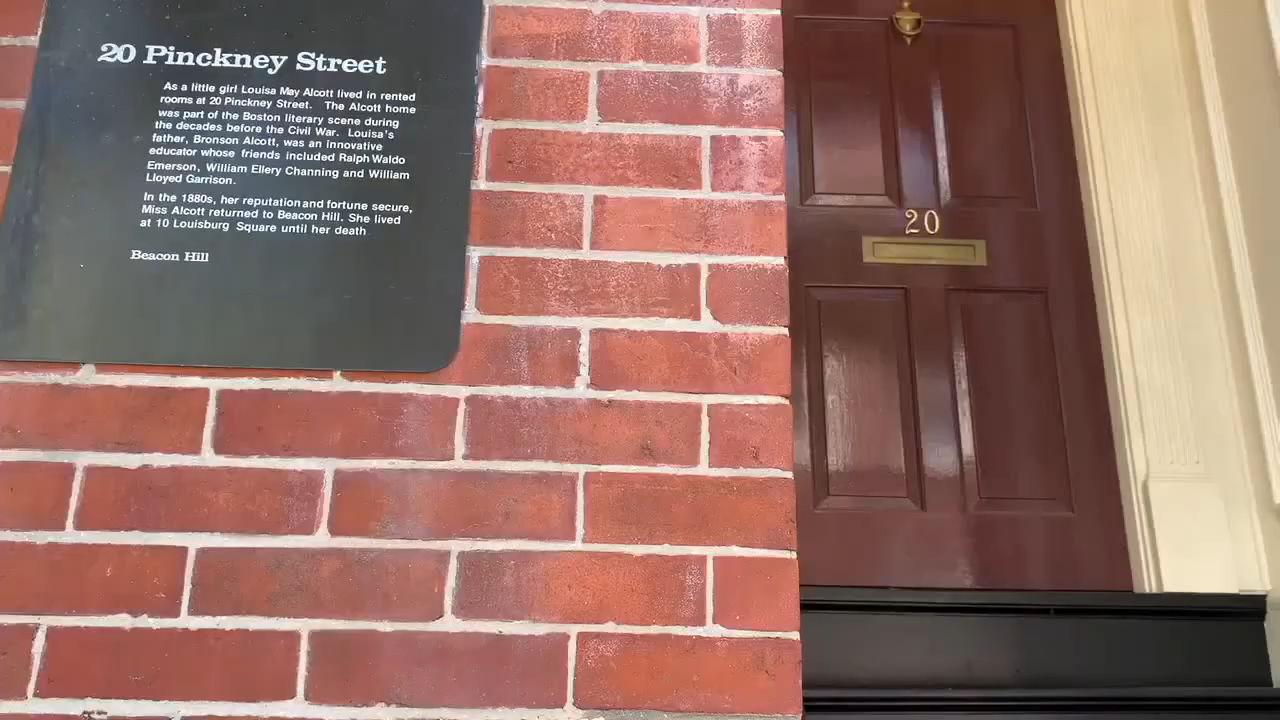 20 Pinckney Street
As a little girl Louisa May Alcott lived in rented
rooms at 20 Pinckney Street. The Alcott home
was part of the Boston literary scene during
the decades before the Civil War. Louisa's
father, Bronson Alcott, was an innovative
educator whose friends included Ralph Waldo
Emerson, William Ellery Channing and William
Lloyed Garrison.
In the 1880s, her reputation and fortune secure,
Miss Alcott returned to Beacon Hill. She lived
at 10 Louisburg Square until her death
Beacon Hill
20